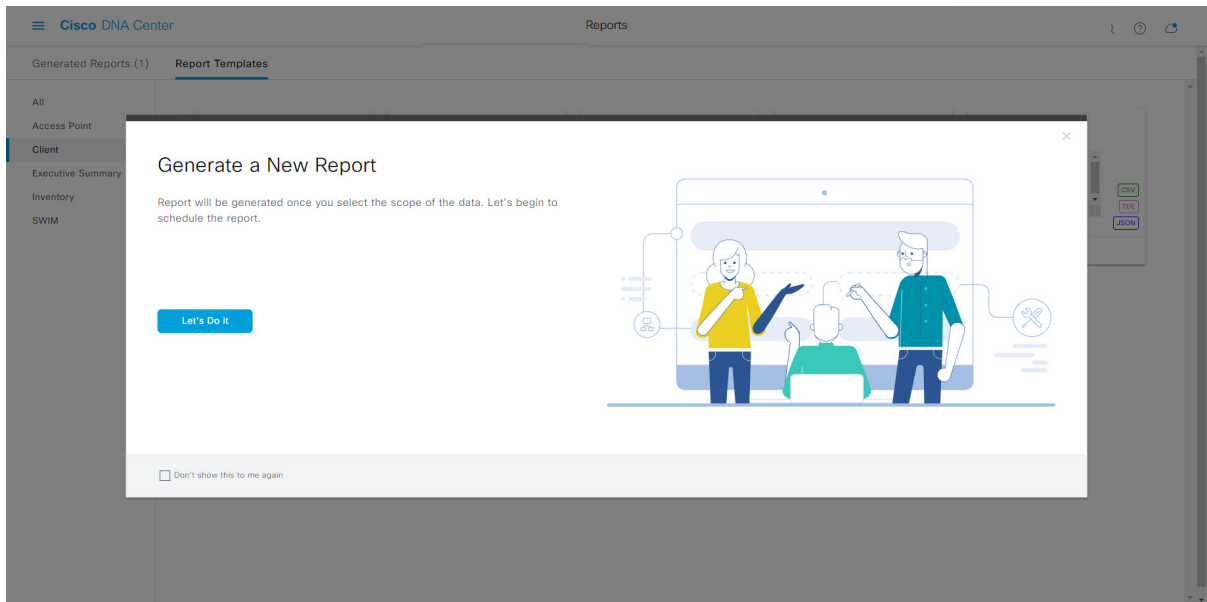 Cisco DNA Center
Reports
Generated Reports (1)
Report Templates
All
Access Point
Client
Executive Summary
Inventory
SWIM
Generate a New Report
Report will be generated once you select the scope of the data. Let's begin to
schedule the report.
Let's Do it
Don't show this to me again
CSV
TDE
JSON